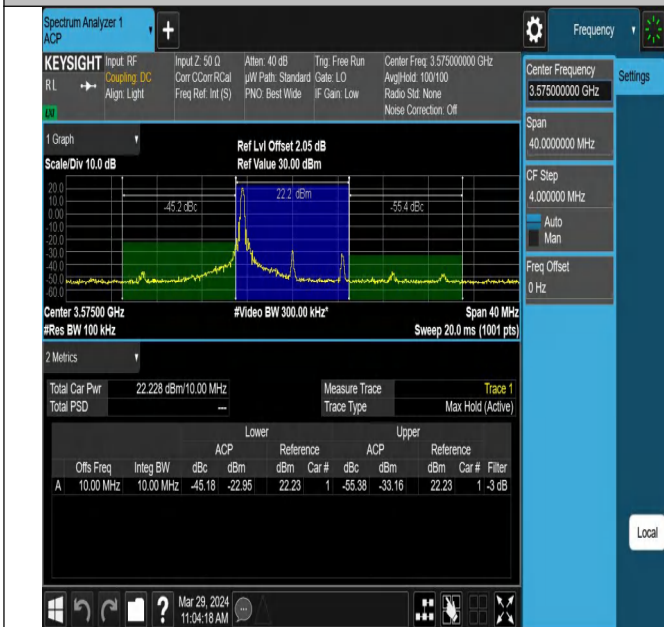 Spectrum Analyzer 1
ACP
+
Frequency
KEYSIGHT Input: RF Input Z: 50 Ω Atten: 40 dB Trig: Free Run Center Freq: 3.575000000 GHz
RL Coupling: DC Corr CCorr RCal µW Path: Standard Gate: LO Avg|Hold: 100/100
Align: Light Freq Ref: Int (S) PNO: Best Wide IF Gain: Low Radio Std: None
LXI Noise Correction: Off
1 Graph
Ref Lvl Offset 2.05 dB
Scale/Div 10.0 dB Ref Value 30.00 dBm
20.0
10.0
0.00
-10.0
-20.0
-30.0
-40.0
-50.0
-60.0
-45.2 dBc 22.2 dBm -55.4 dBc
Center 3.57500 GHz #Video BW 300.00 kHz* Span 40 MHz
#Res BW 100 kHz Sweep 20.0 ms (1001 pts)
2 Metrics
Total Car Pwr 22.228 dBm/10.00 MHz Measure Trace Trace 1
Total PSD --- Trace Type Max Hold (Active)
Lower Upper
ACP Reference ACP Reference
Offs Freq Integ BW dBc dBm dBm Car # dBc dBm dBm Car # Filter
A 10.00 MHz 10.00 MHz -45.18 -22.95 22.23 1 -55.38 -33.16 22.23 1 -3 dB
Mar 29, 2024
11:04:18 AM
?
Center Frequency
3.575000000 GHz
Settings
Span
40.0000000 MHz
CF Step
4.000000 MHz
Auto
Man
Freq Offset
0 Hz
Local